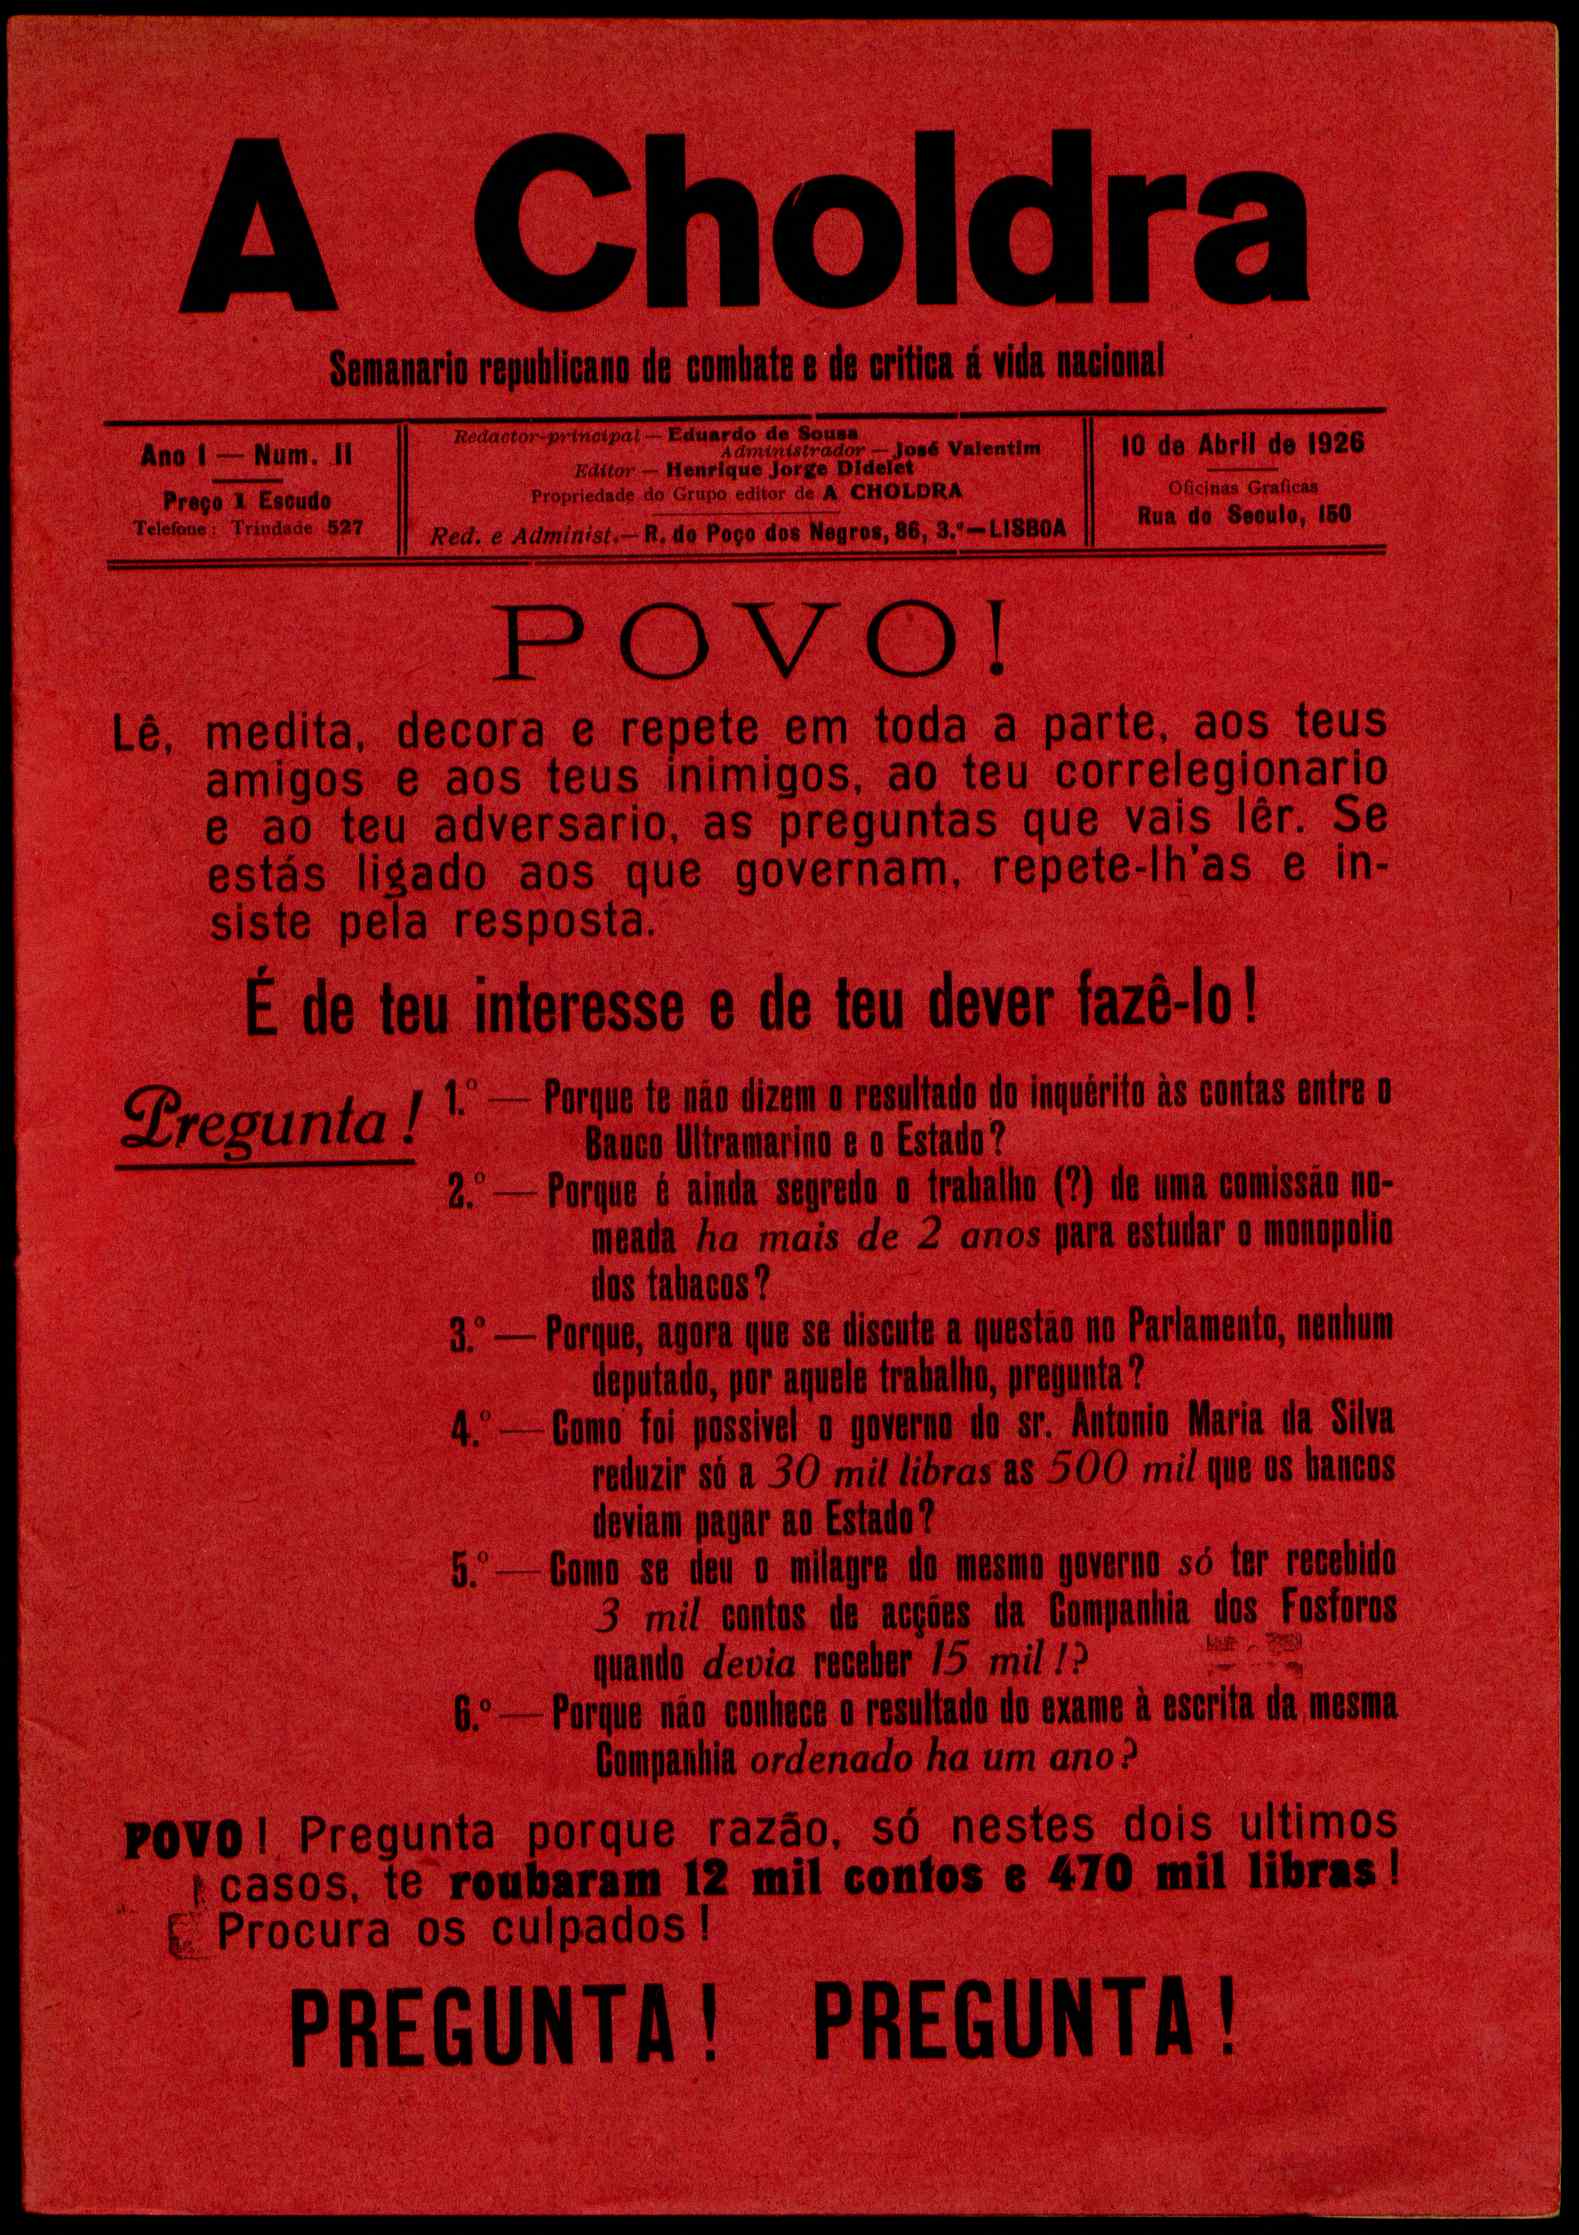 A Choldra
Semanario republicano de combate e de critica á vida nacional
Ano I — Num. 11
Preço 1 Escudo
Telefone: Trindade 527
Redactor-principal — Eduardo de Sousa
Administrador — José Valentim
Editor — Henrique Jorge Didelet
Propriedade do Grupo editor de A CHOLDRA
Red. e Administ.— R. do Poço dos Negros, 86, 3.º — LISBOA
10 de Abril de 1926
Oficinas Graficas
Rua do Seculo, 150
POVO!
Lê, medita, decora e repete em toda a parte, aos teus
amigos e aos teus inimigos, ao teu correlegionario
e ao teu adversario, as preguntas que vais lêr. Se
estás ligado aos que governam, repete-lh'as e in-
siste pela resposta.
É de teu interesse e de teu dever fazê-lo!
Pregunta!
1.º — Porque te não dizem o resultado do inquérito às contas entre o
Banco Ultramarino e o Estado?
2.º — Porque é ainda segredo o trabalho (?) de uma comissão no-
meada ha mais de 2 anos para estudar o monopolio
dos tabacos?
3.º — Porque, agora que se discute a questão no Parlamento, nenhum
deputado, por aquele trabalho, pregunta?
4.º — Como foi possivel o governo do sr. Antonio Maria da Silva
reduzir só a 30 mil libras as 500 mil que os bancos
deviam pagar ao Estado?
5.º — Como se deu o milagre do mesmo governo só ter recebido
3 mil contos de acções da Companhia dos Fosforos
quando devia receber 15 mil!?
6.º — Porque não conhece o resultado do exame à escrita da mesma
Companhia ordenado ha um ano?
POVO! Pregunta porque razão, só nestes dois ultimos
casos, te roubaram 12 mil contos e 470 mil libras!
Procura os culpados!
PREGUNTA! PREGUNTA!